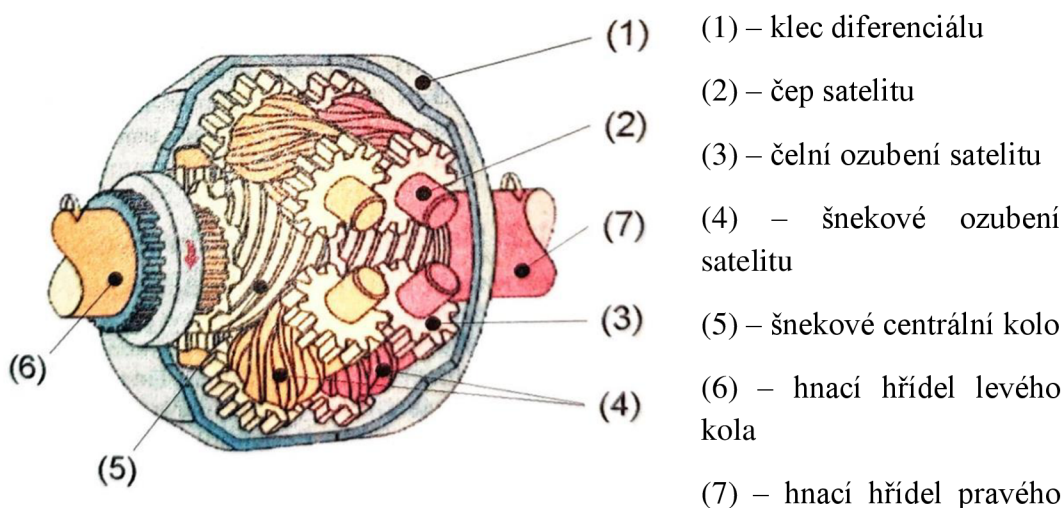 (1)
(2)
(7)
(3)
(4)
(6)
(5)
(1) – klec diferenciálu
(2) – čep satelitu
(3) – čelní ozubení satelitu
(4) – šnekové ozubení
satelitu
(5) – šnekové centrální kolo
(6) – hnací hřídel levého
kola
(7) – hnací hřídel pravého